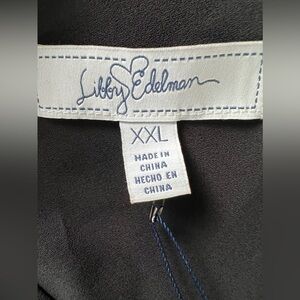 Libby Edelman
XXL
MADE IN
CHINA
HECHO EN
CHINA